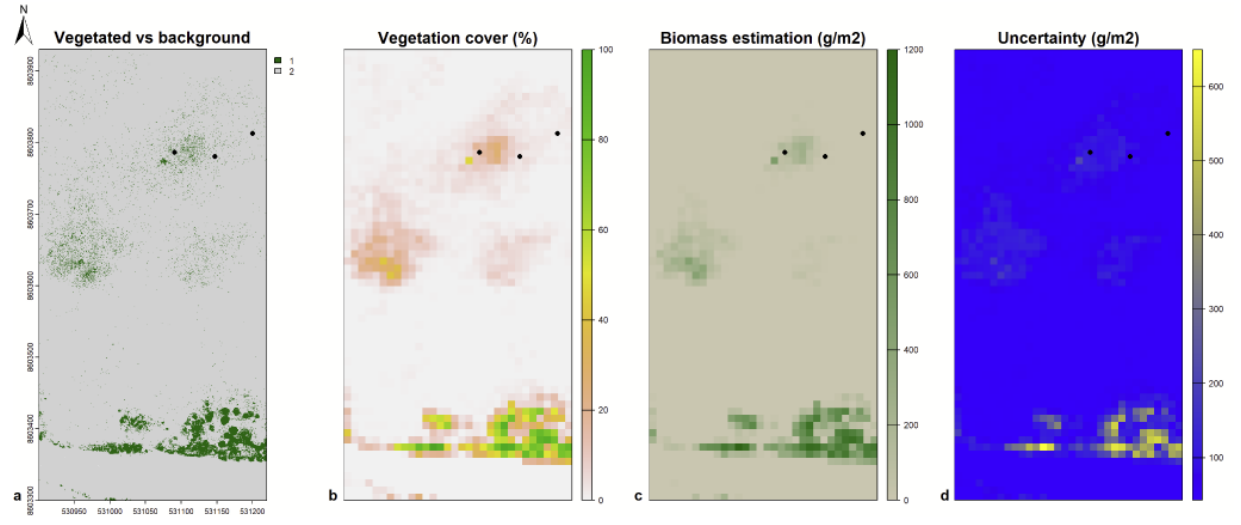 N
Vegetated vs background
1
2
8603900
8603800
8603700
8603600
8603500
8603400
8603300
530950 531000 531050 531100 531150 531200
a
Vegetation cover (%)
100
80
60
40
20
0
b
Biomass estimation (g/m2)
1200
1000
800
600
400
200
0
c
Uncertainty (g/m2)
600
500
400
300
200
100
d